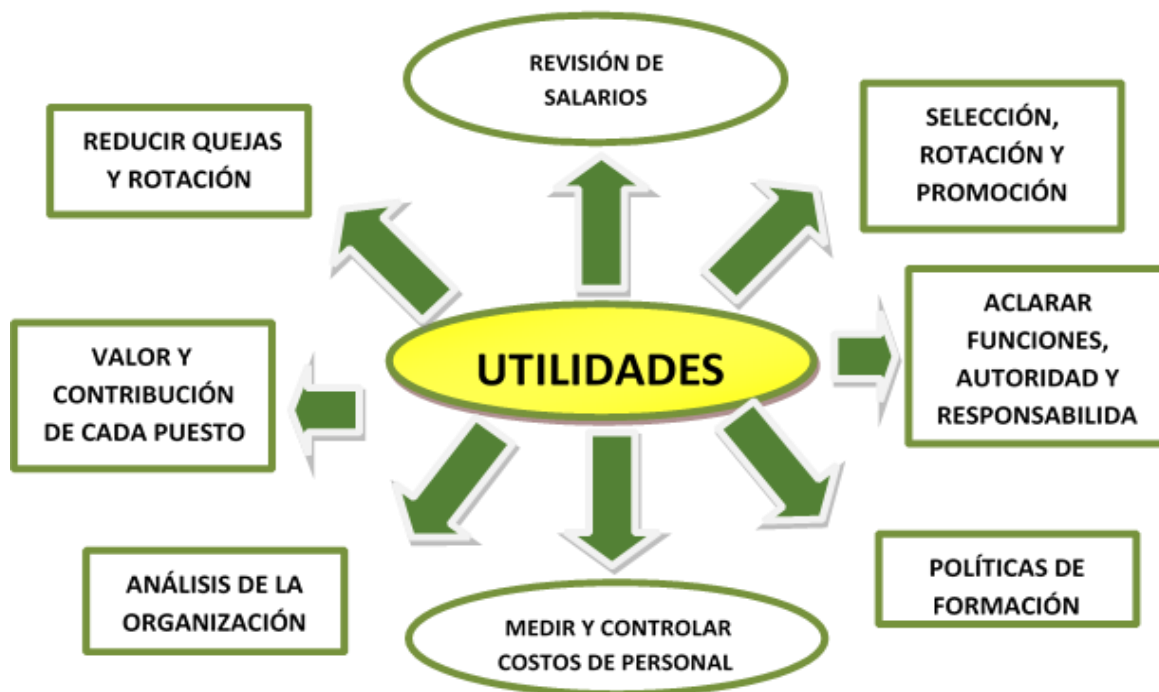 REVISIÓN DE
SALARIOS
REDUCIR QUEJAS
Y ROTACIÓN
SELECCIÓN,
ROTACIÓN Y
PROMOCIÓN
UTILIDADES
VALOR Y
CONTRIBUCIÓN
DE CADA PUESTO
ACLARAR
FUNCIONES,
AUTORIDAD Y
RESPONSABILIDA
ANÁLISIS DE LA
ORGANIZACIÓN
MEDIR Y CONTROLAR
COSTOS DE PERSONAL
POLÍTICAS DE
FORMACIÓN